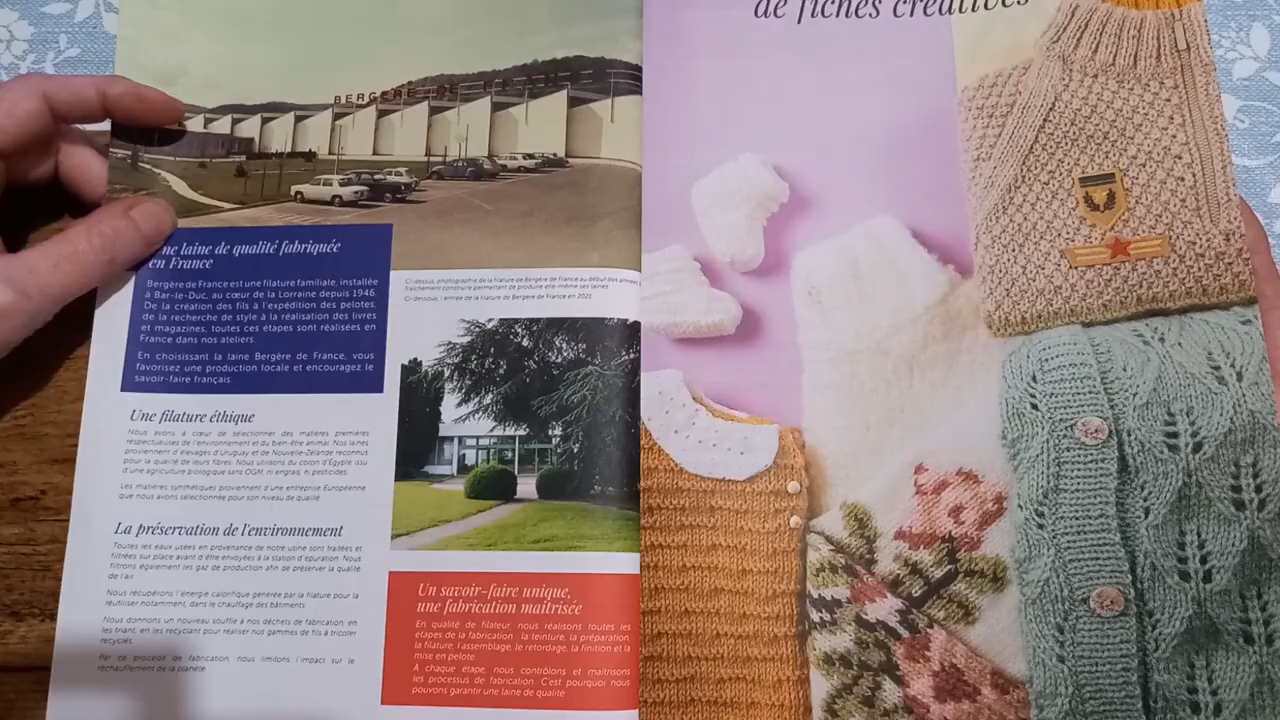 BERGÈRE DE FRANCE
ne laine de qualité fabriquée
en France
Bergère de France est une filature familiale, installée
à Bar-le-Duc, au cœur de la Lorraine depuis 1946.
De la création des fils à l'expédition des pelotes,
de la recherche de style à la réalisation des livres
et magazines, toutes ces étapes sont réalisées en
France dans nos ateliers.
En choisissant la laine Bergère de France, vous
favorisez une production locale et encouragez le
savoir-faire français.
Ci-dessus, photographie de la filature de Bergère de France au début des années
fraîchement construire permettant de produire elle-même ses laines
Ci-dessous, l'entrée de la filature de Bergère de France en 2021
Une filature éthique
Nous avons à cœur de sélectionner des matières premières
respectueuses de l'environnement et du bien-être animal. Nos laines
proviennent d'élevages d'Uruguay et de Nouvelle-Zélande reconnus
pour la qualité de leurs fibres. Nous utilisons du coton d'Égypte issu
d'une agriculture biologique sans OGM, ni engrais, ni pesticides.
Les matières synthétiques proviennent d'une entreprise Européenne
que nous avons sélectionnée pour son niveau de qualité
La préservation de l'environnement
Toutes les eaux usées en provenance de notre usine sont traitées et
filtrées sur place avant d'être envoyées à la station d'épuration. Nous
filtrons également les gaz de production afin de préserver la qualité
de l'air.
Nous récupérons l'énergie calorifique générée par la filature pour la
réutiliser notamment, dans le chauffage des bâtiments
Nous donnons un nouveau souffle à nos déchets de fabrication, en
les triant, en les recyclant pour réaliser nos gammes de fils à tricoter
recyclés.
Par ce procédé de fabrication, nous limitons l'impact sur le
réchauffement de la planète.
Un savoir-faire unique,
une fabrication maîtrisée
En qualité de filateur, nous réalisons toutes les
étapes de la fabrication : la teinture, la préparation,
la filature, l'assemblage, le retordage, la finition et la
mise en pelote
À chaque étape, nous contrôlons et maîtrisons
les processus de fabrication. C'est pourquoi nous
pouvons garantir une laine de qualité
de fiches créatives